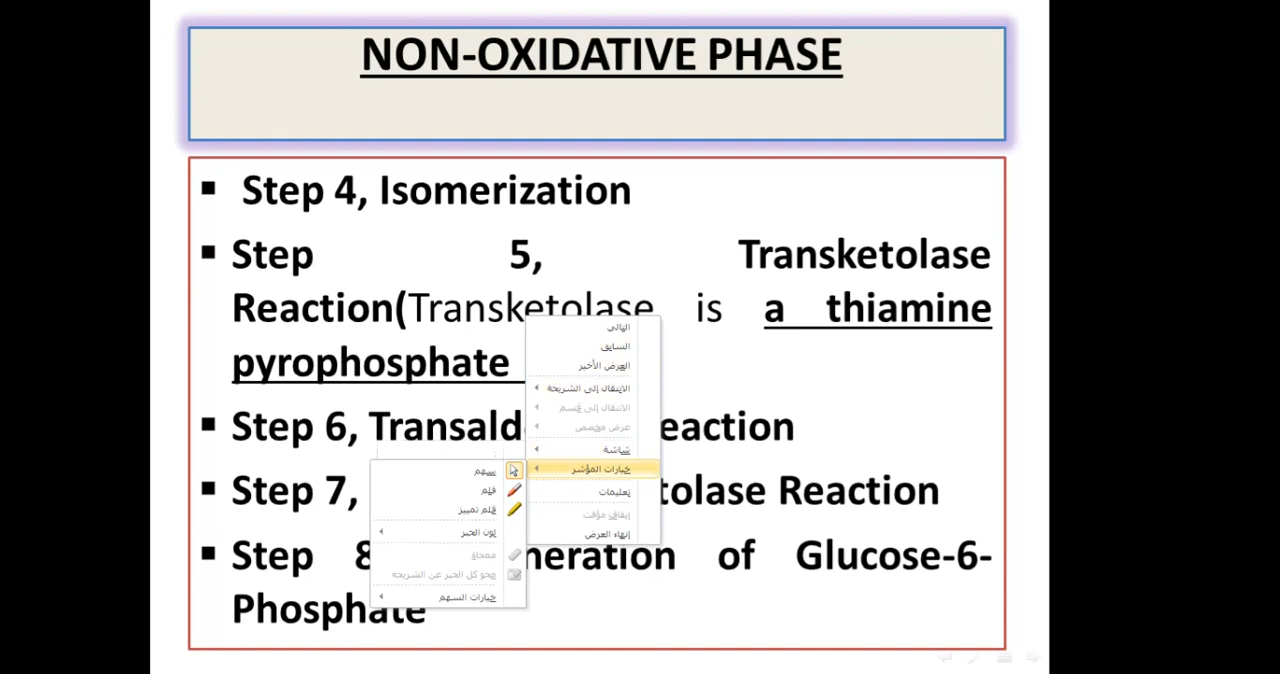 NON-OXIDATIVE PHASE
Step 4, Isomerization
Step 5, Transketolase
Reaction(Transketolase is a thiamine
pyrophosphate
Step 6, Transald eaction
Step 7, tolase Reaction
Step 8 neration of Glucose-6-
Phosphate
التالي
السابق
العرض الأخير
الانتقال إلى الشريحة
الانتقال إلى قسم
عرض مخصص
شاشة
خيارات المؤشر
تعليمات
إيقاف مؤقت
إنهاء العرض
سهم
قلم
قلم تمييز
لون الحبر
ممحاة
محو كل الحبر عن الشريحة
خيارات السهم